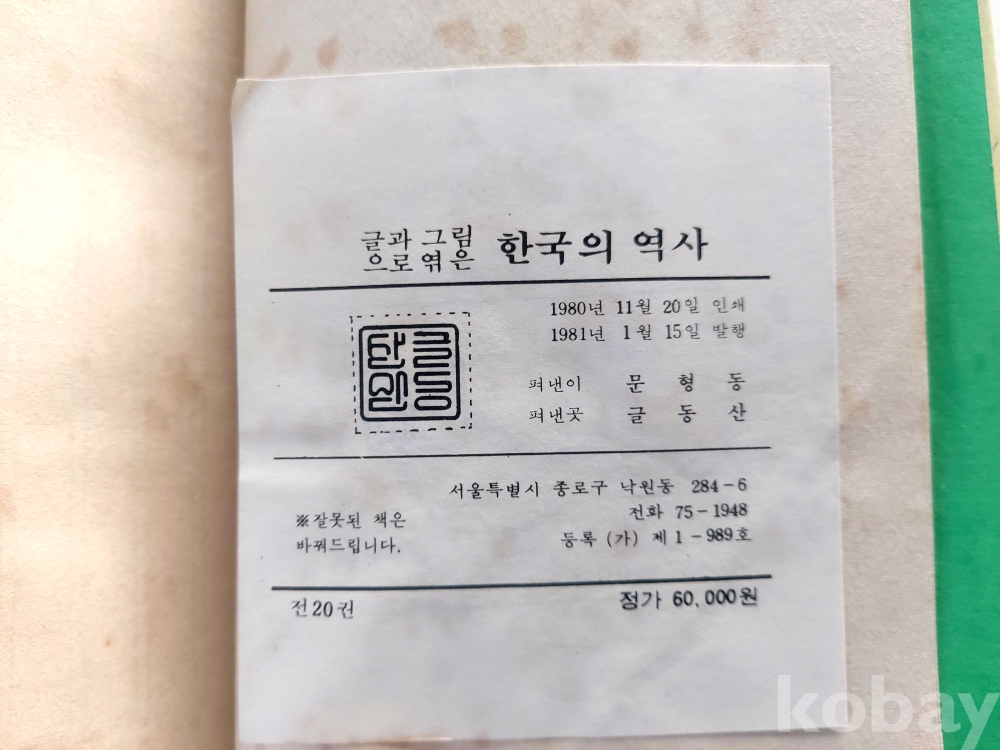 글과 그림
으로 엮은 한국의 역사
1980년 11월 20일 인쇄
1981년 1월 15일 발행
펴낸이 문형동
펴낸곳 글동산
서울특별시 종로구 낙원동 284-6
전화 75-1948
※잘못된 책은
바꿔드립니다.
등록 (가) 제1-989호
전20권 정가 60,000원
kobay